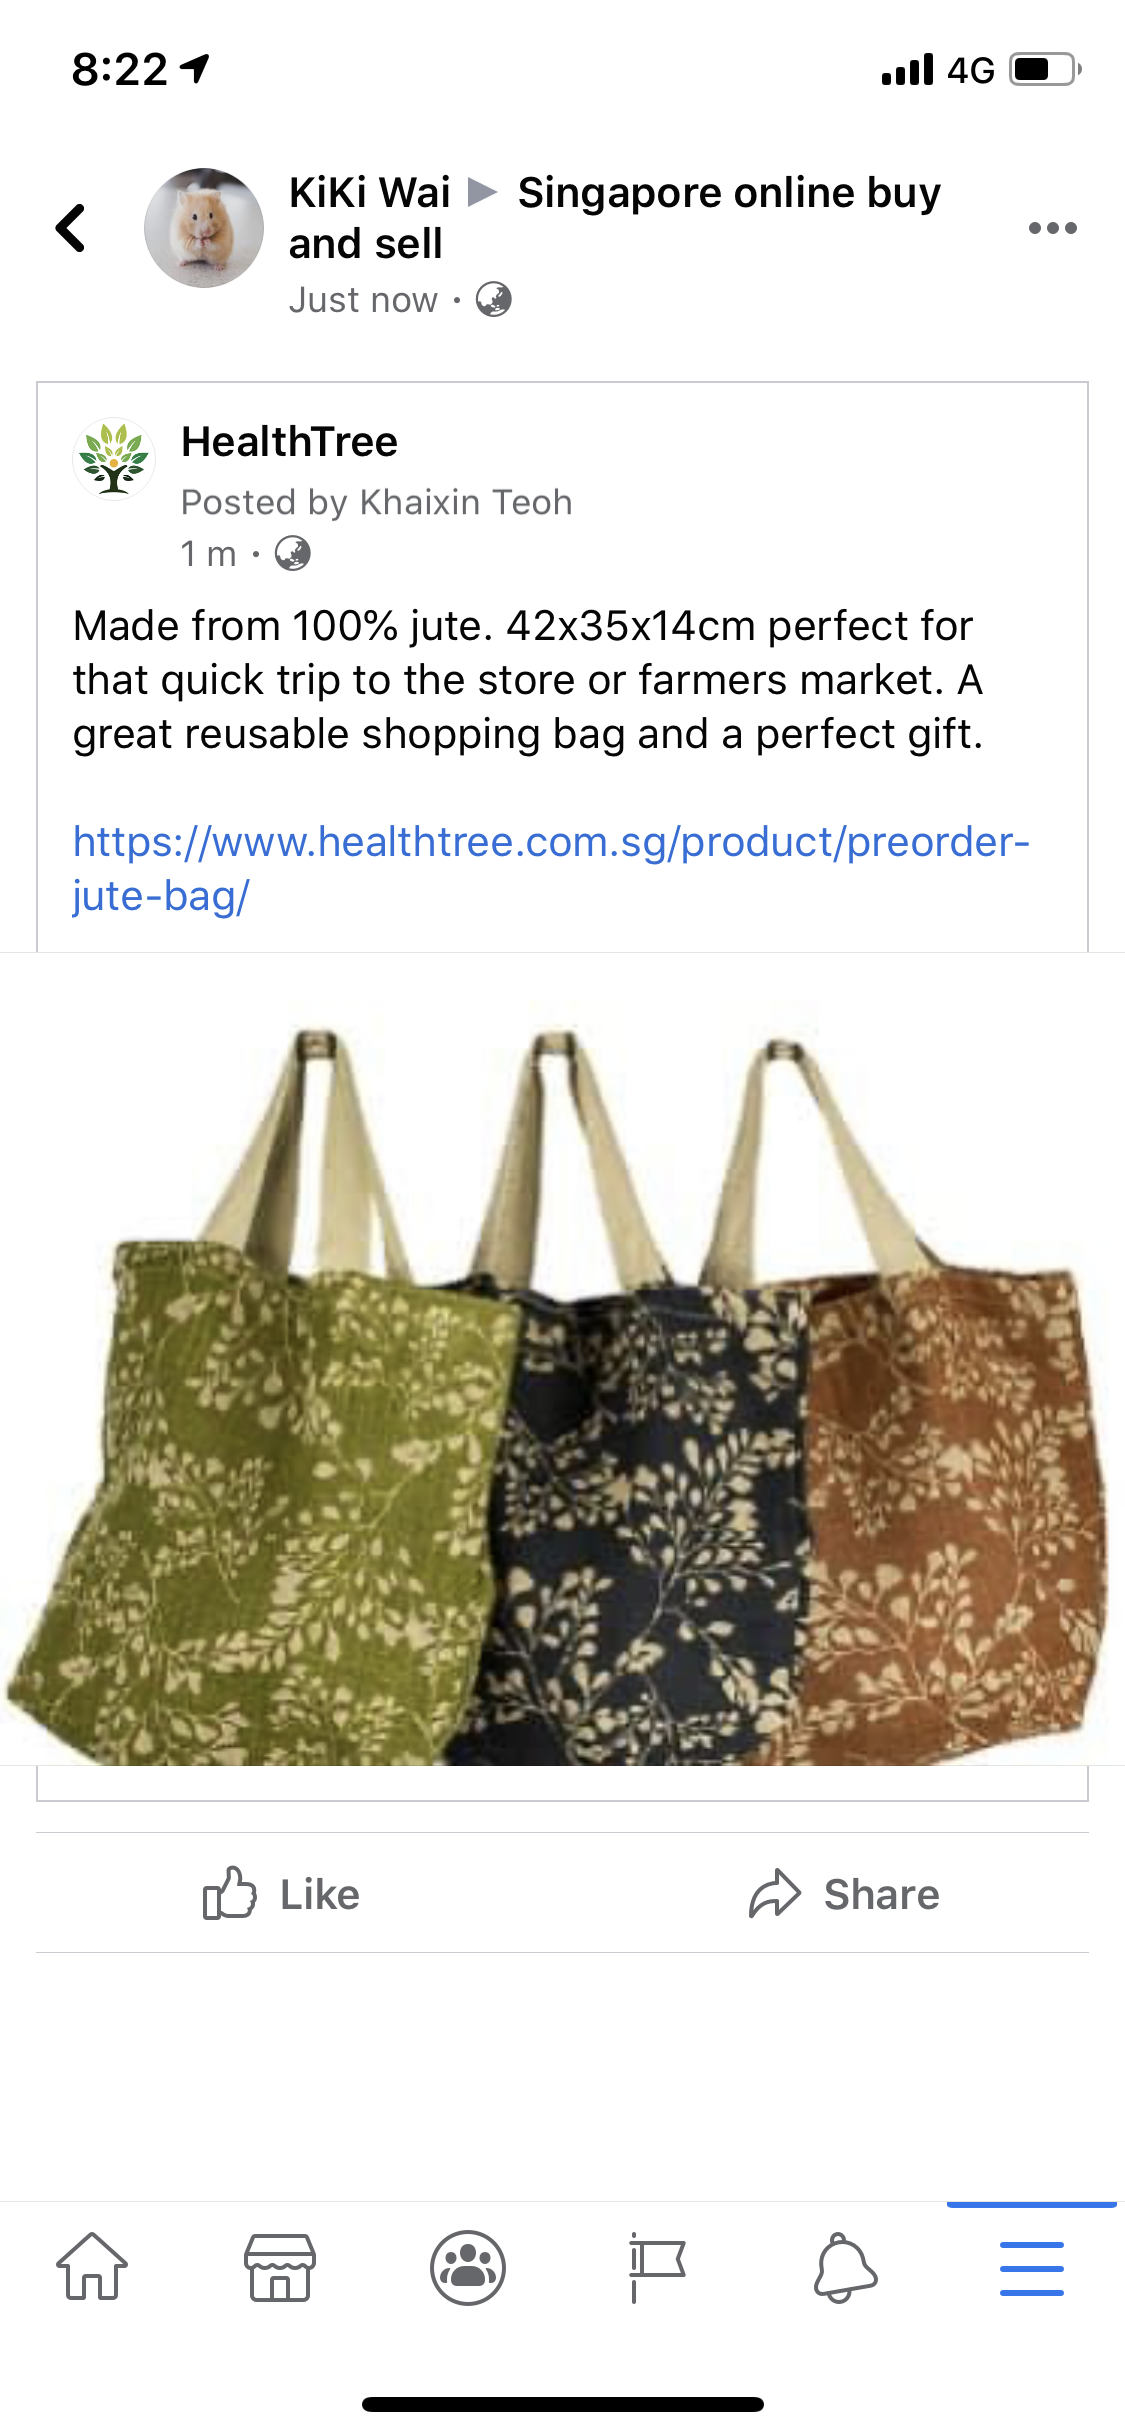 8:22
4G
KiKi Wai ▶ Singapore online buy
and sell
Just now ·
HealthTree
Posted by Khaixin Teoh
1 m ·
Made from 100% jute. 42x35x14cm perfect for
that quick trip to the store or farmers market. A
great reusable shopping bag and a perfect gift.
https://www.healthtree.com.sg/product/preorder-
jute-bag/
Like
Share